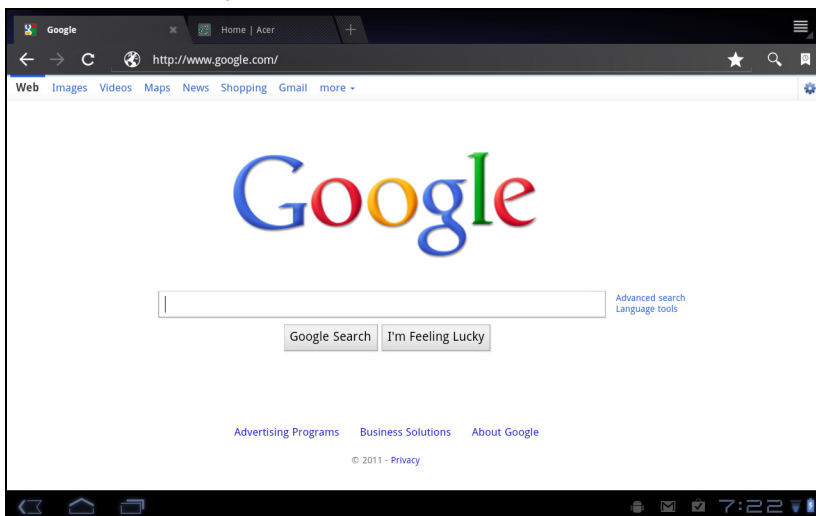 Google
Home | Acer
http://www.google.com/
Web Images Videos Maps News Shopping Gmail more
Google
Advanced search
Language tools
Google Search I'm Feeling Lucky
Advertising Programs Business Solutions About Google
© 2011 - Privacy
7:22